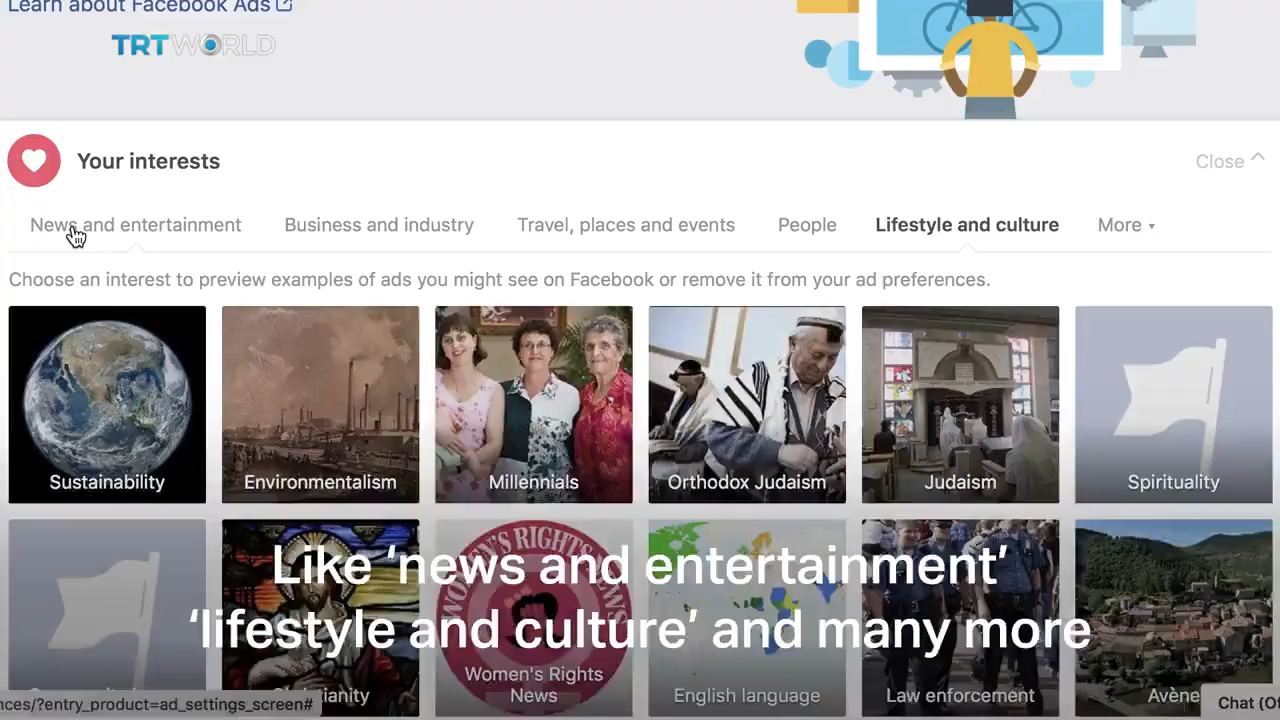 Learn about Facebook Ads
TRT WORLD
Your interests
Close
News and entertainment
Business and industry
Travel, places and events
People
Lifestyle and culture
More
Choose an interest to preview examples of ads you might see on Facebook or remove it from your ad preferences.
Sustainability
Environmentalism
Millennials
Orthodox Judaism
Judaism
Spirituality
WOMEN'S RIGHTS NEWS
Like ‘news and entertainment’
‘lifestyle and culture’ and many more
Women's Rights
News
English language
Law enforcement
Avène
nces/?entry_product=ad_settings_screen#
Chat